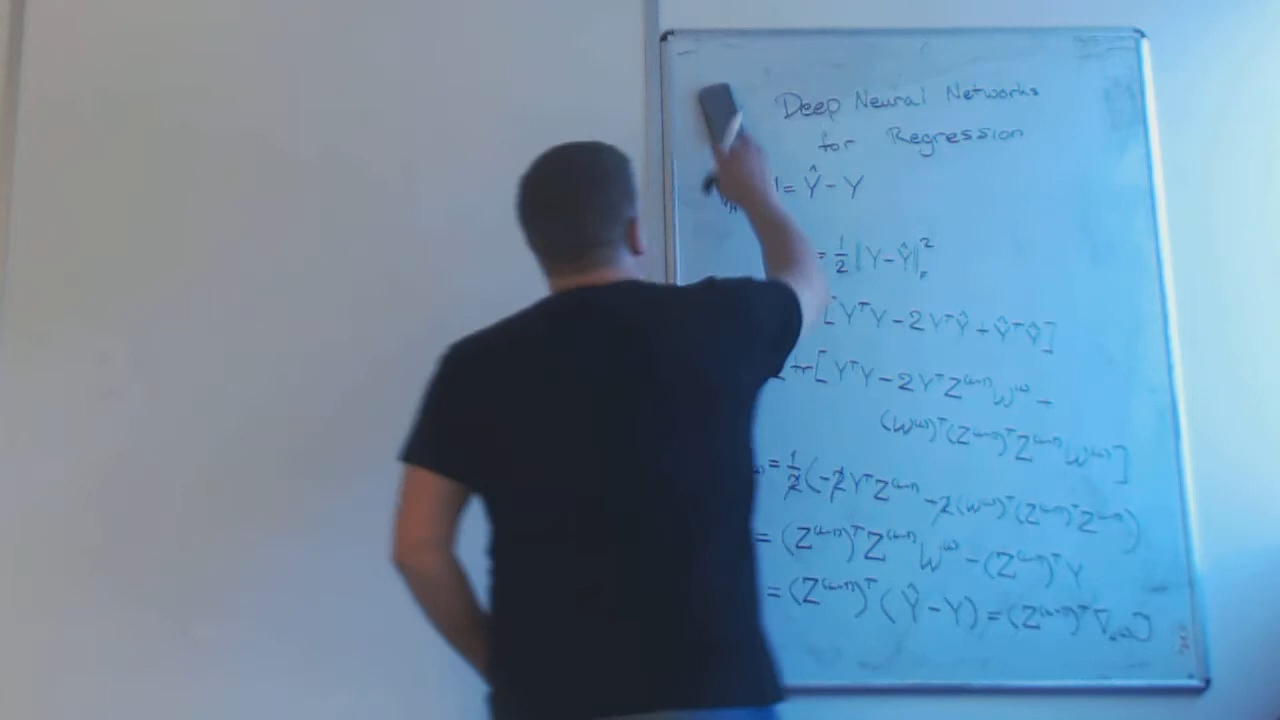 Deep Neural Networks
for Regression
= Ŷ - Y
= 1/2 ||Y - Ŷ||²_F
[YᵀY - 2YᵀŶ + ŶᵀŶ]
tr[YᵀY - 2YᵀZ⁽ᴸ⁻¹⁾W⁽ᴸ⁾ -
(W⁽ᴸ⁾)ᵀ(Z⁽ᴸ⁻¹⁾)ᵀZ⁽ᴸ⁻¹⁾W⁽ᴸ⁾]
= 1/2 (-2YᵀZ⁽ᴸ⁻¹⁾ - 2(W⁽ᴸ⁾)ᵀ(Z⁽ᴸ⁻¹⁾)ᵀZ⁽ᴸ⁻¹⁾)
= (Z⁽ᴸ⁻¹⁾)ᵀZ⁽ᴸ⁻¹⁾W⁽ᴸ⁾ - (Z⁽ᴸ⁻¹⁾)ᵀY
= (Z⁽ᴸ⁻¹⁾)ᵀ(Ŷ - Y) = (Z⁽ᴸ⁻¹⁾)ᵀ∇